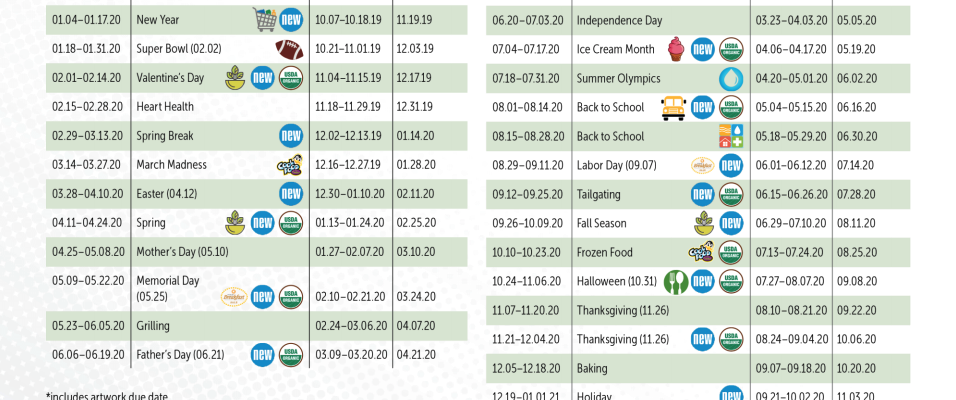 01.04–01.17.20 New Year new 10.07–10.18.19 11.19.19
01.18–01.31.20 Super Bowl (02.02) 10.21–11.01.19 12.03.19
02.01–02.14.20 Valentine's Day new USDA ORGANIC 11.04–11.15.19 12.17.19
02.15–02.28.20 Heart Health 11.18–11.29.19 12.31.19
02.29–03.13.20 Spring Break new 12.02–12.13.19 01.14.20
03.14–03.27.20 March Madness 12.16–12.27.19 01.28.20
03.28–04.10.20 Easter (04.12) new 12.30–01.10.20 02.11.20
04.11–04.24.20 Spring new USDA ORGANIC 01.13–01.24.20 02.25.20
04.25–05.08.20 Mother's Day (05.10) 01.27–02.07.20 03.10.20
05.09–05.22.20 Memorial Day
(05.25) new USDA ORGANIC 02.10–02.21.20 03.24.20
05.23–06.05.20 Grilling 02.24–03.06.20 04.07.20
06.06–06.19.20 Father's Day (06.21) new USDA ORGANIC 03.09–03.20.20 04.21.20
*includes artwork due date
06.20–07.03.20 Independence Day 03.23–04.03.20 05.05.20
07.04–07.17.20 Ice Cream Month new USDA ORGANIC 04.06–04.17.20 05.19.20
07.18–07.31.20 Summer Olympics 04.20–05.01.20 06.02.20
08.01–08.14.20 Back to School new USDA ORGANIC 05.04–05.15.20 06.16.20
08.15–08.28.20 Back to School 05.18–05.29.20 06.30.20
08.29–09.11.20 Labor Day (09.07) new 06.01–06.12.20 07.14.20
09.12–09.25.20 Tailgating new USDA ORGANIC 06.15–06.26.20 07.28.20
09.26–10.09.20 Fall Season new 06.29–07.10.20 08.11.20
10.10–10.23.20 Frozen Food USDA ORGANIC 07.13–07.24.20 08.25.20
10.24–11.06.20 Halloween (10.31) new USDA ORGANIC 07.27–08.07.20 09.08.20
11.07–11.20.20 Thanksgiving (11.26) 08.10–08.21.20 09.22.20
11.21–12.04.20 Thanksgiving (11.26) new USDA ORGANIC 08.24–09.04.20 10.06.20
12.05–12.18.20 Baking 09.07–09.18.20 10.20.20
12.19–01.01.21 Holiday new 09.21–10.02.20 11.03.20